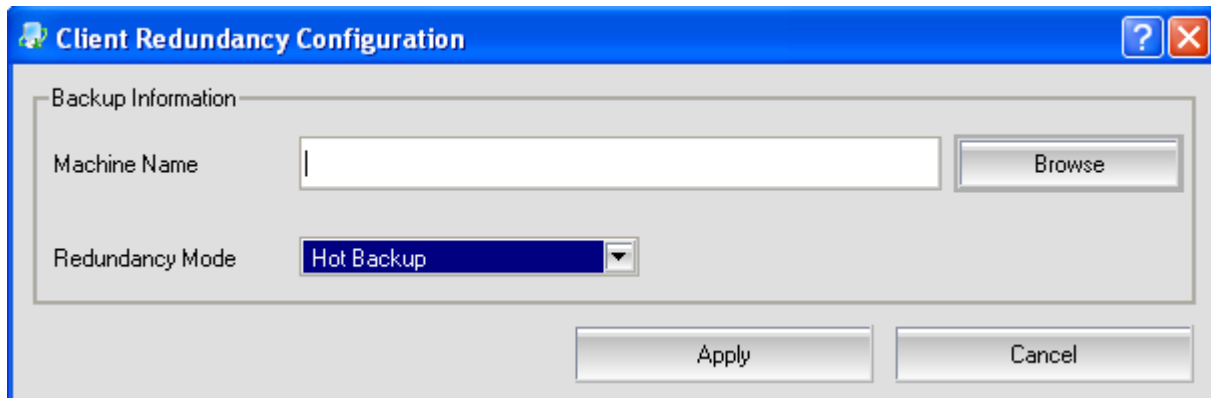 Client Redundancy Configuration
?
Backup Information
Machine Name
Browse
Redundancy Mode
Hot Backup
Apply
Cancel